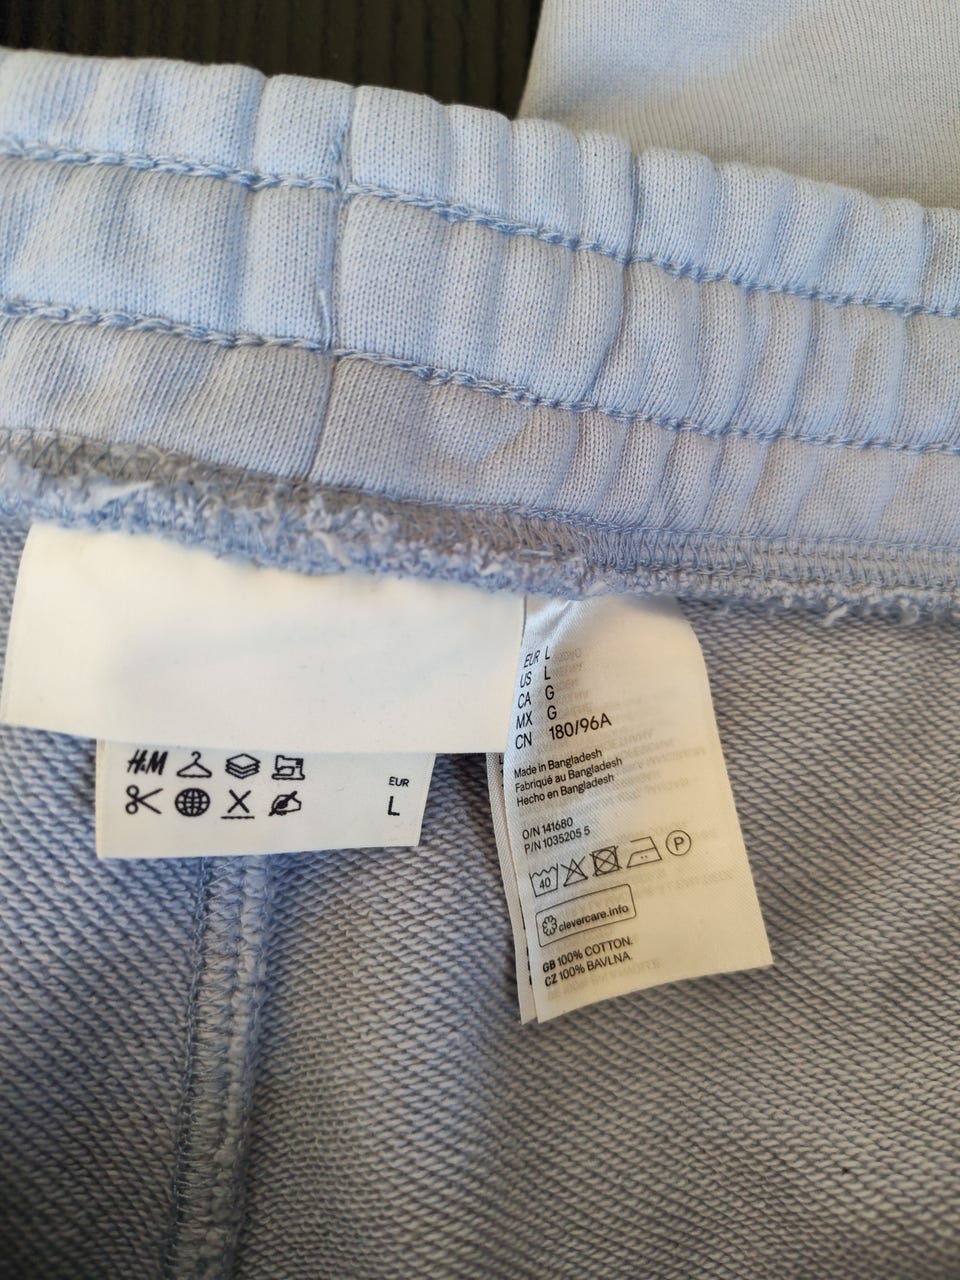 H&M
EUR
L
EUR L
US L
CA G
MX G
CN 180/96A
Made in Bangladesh
Fabriqué au Bangladesh
Hecho en Bangladesh
O/N 141680
P/N 1035205 5
40
P
clevercare.info
GB 100% COTTON.
CZ 100% BAVLNA.